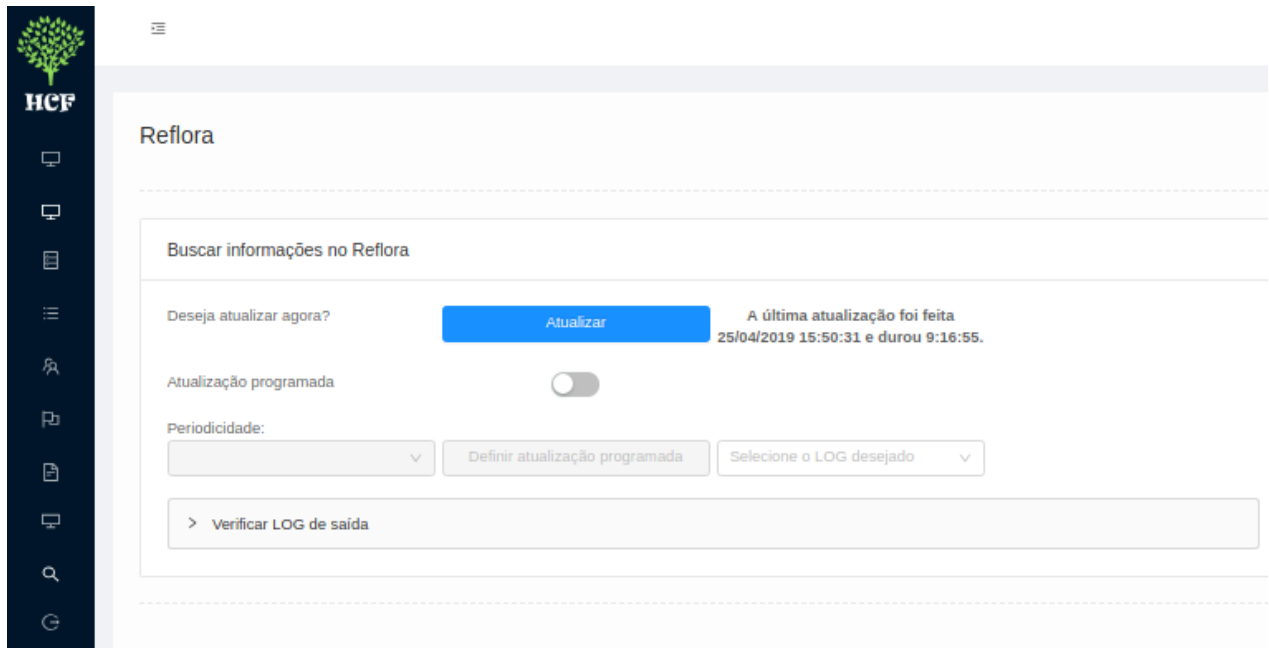 HCF
Reflora
Buscar informações no Reflora
Deseja atualizar agora?
Atualizar
A última atualização foi feita
25/04/2019 15:50:31 e durou 9:16:55.
Atualização programada
Periodicidade:
Definir atualização programada
Selecione o LOG desejado
Verificar LOG de saída